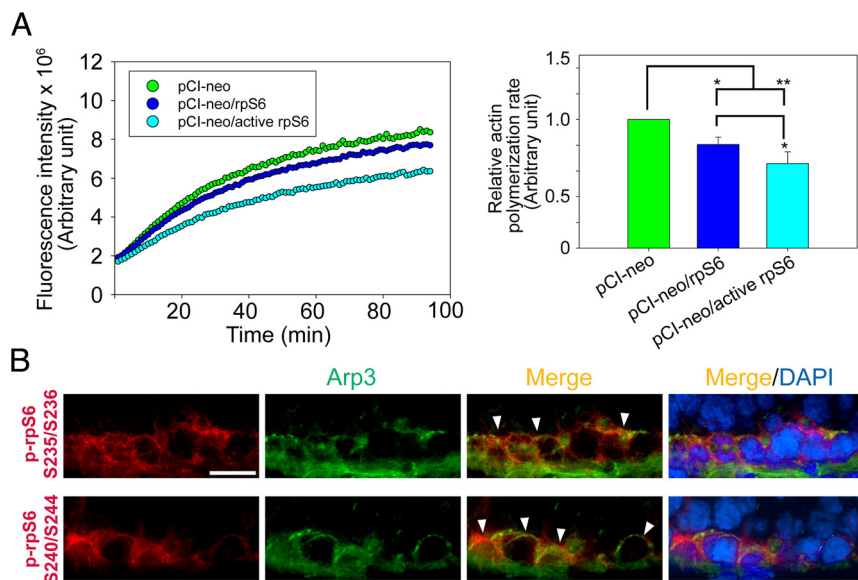 A
Fluorescence intensity x 10⁶
(Arbitrary unit)
12
10
8
6
4
2
0
pCI-neo
pCI-neo/rpS6
pCI-neo/active rpS6
20
40
60
80
100
Time (min)
Relative actin
polymerization rate
(Arbitrary unit)
1.5
1.0
0.5
0
*
**
*
pCI-neo
pCI-neo/rpS6
pCI-neo/active rpS6
B
Arp3
Merge
Merge/DAPI
p-rpS6
S235/S236
p-rpS6
S240/S244